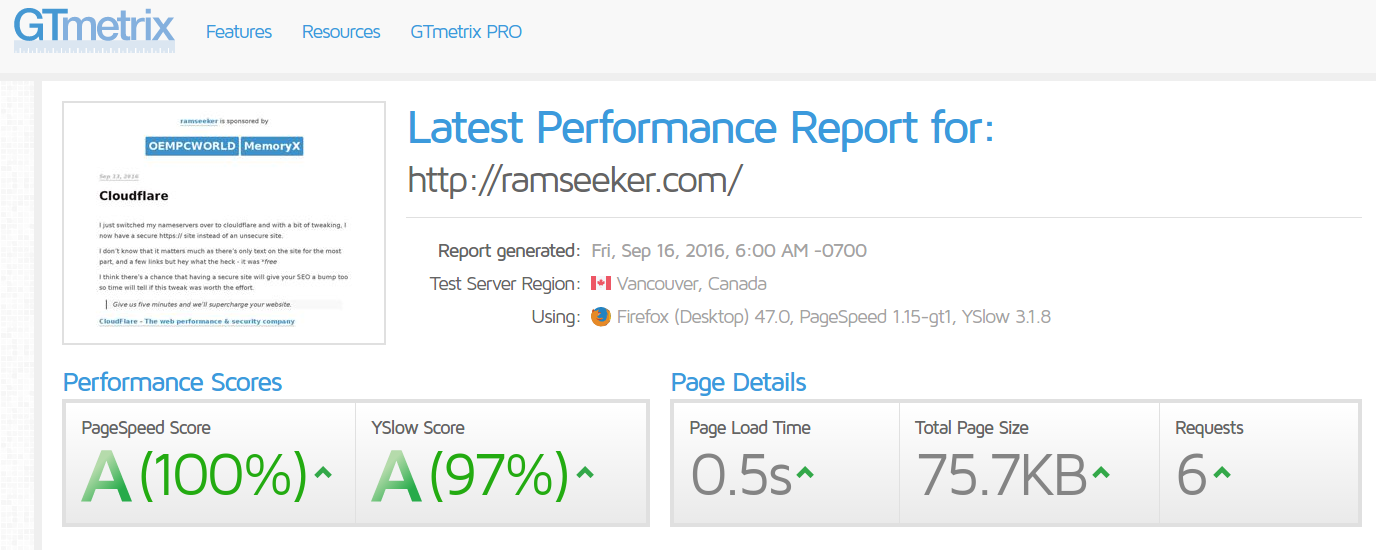 GTmetrix Features Resources GTmetrix PRO
ramseeker is sponsored by
OEMPCWORLD MemoryX
Sep 13, 2016
Cloudflare
I just switched my nameservers over to clouldflare and with a bit of tweaking, I
now have a secure https:// site instead of an unsecure site.
I don't know that it matters much as there's only text on the site for the most
part, and a few links but hey what the heck - it was *free
I think there's a chance that having a secure site will give your SEO a bump too
so time will tell if this tweak was worth the effort.
Give us five minutes and we'll supercharge your website.
CloudFlare - The web performance & security company
Latest Performance Report for:
http://ramseeker.com/
Report generated: Fri, Sep 16, 2016, 6:00 AM -0700
Test Server Region: Vancouver, Canada
Using: Firefox (Desktop) 47.0, PageSpeed 1.15-gt1, YSlow 3.1.8
Performance Scores
PageSpeed Score YSlow Score
A (100%) A (97%)
Page Details
Page Load Time Total Page Size Requests
0.5s 75.7KB 6